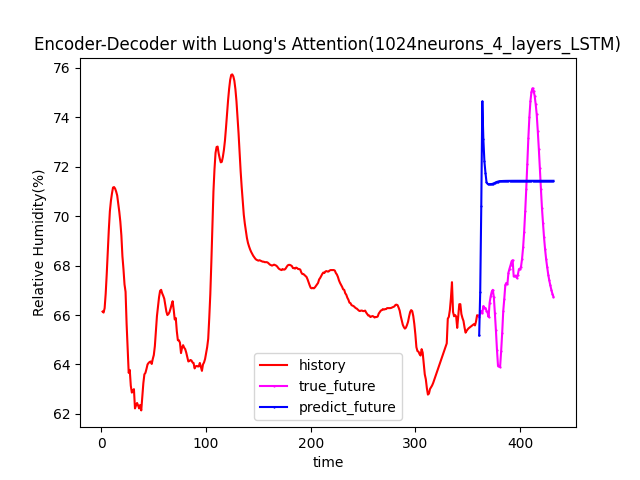 Encoder-Decoder with Luong's Attention(1024neurons_4_layers_LSTM)
76
74
72
70
68
66
64
62
Relative Humidity(%)
history
true_future
predict_future
0
100
200
300
400
time